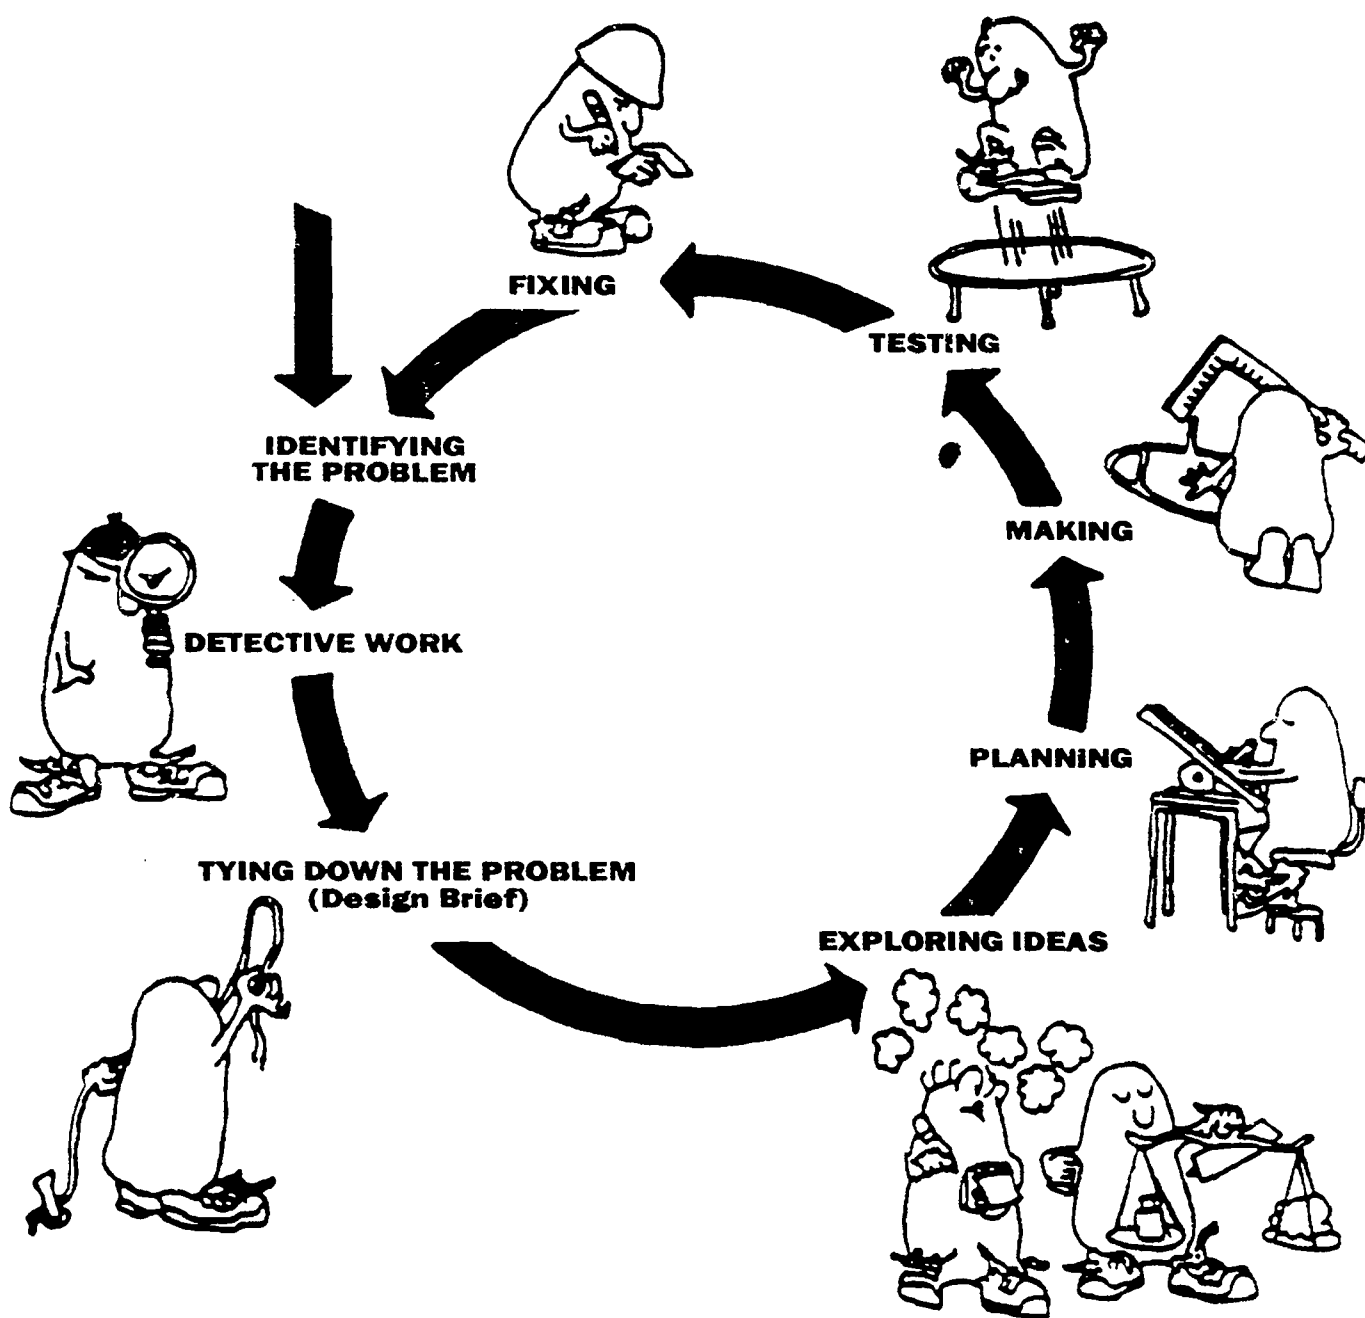 FIXING
TESTING
IDENTIFYING
THE PROBLEM
MAKING
DETECTIVE WORK
PLANNING
TYING DOWN THE PROBLEM
(Design Brief)
EXPLORING IDEAS